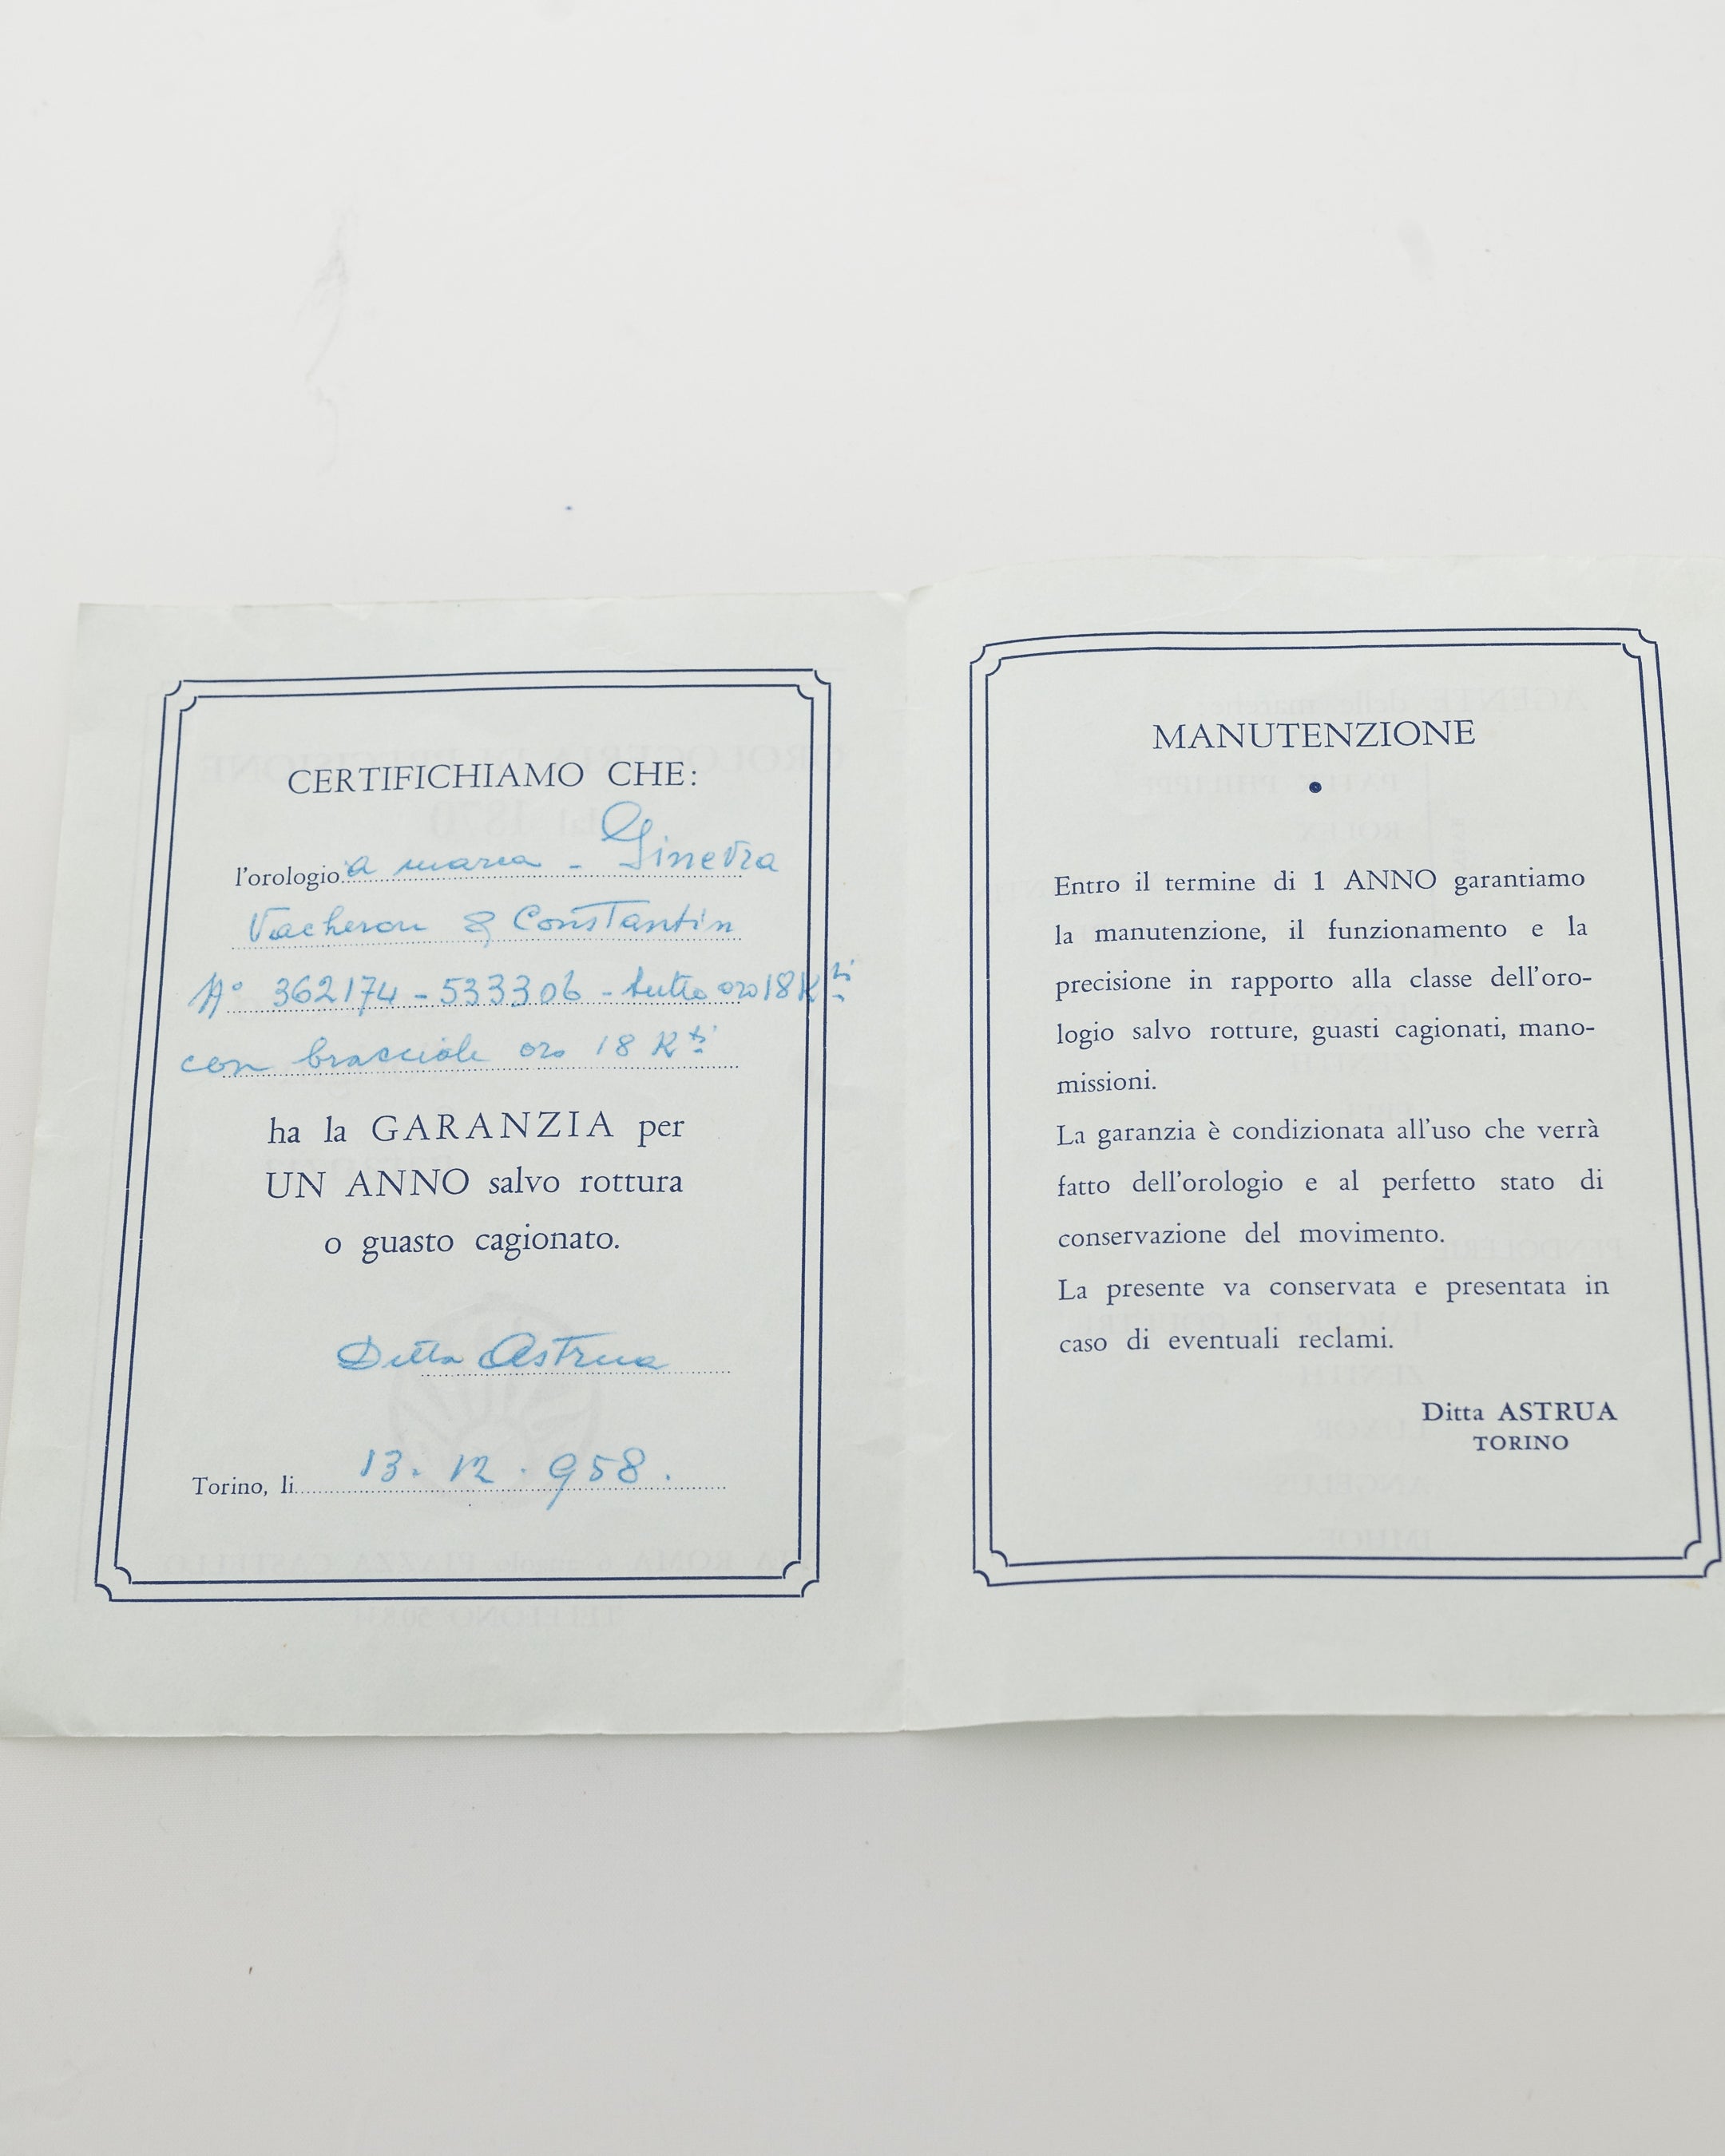 CERTIFICHIAMO CHE:
l'orologio a marca - Ginevra
Vacheron & Constantin
N° 362174 - 533306 - tutto oro 18 Kti
con bracciale oro 18 Kti
ha la GARANZIA per
UN ANNO salvo rottura
o guasto cagionato.
Ditta Astrua
Torino, li 13. 12. 958.
MANUTENZIONE
Entro il termine di 1 ANNO garantiamo
la manutenzione, il funzionamento e la
precisione in rapporto alla classe dell'oro-
logio salvo rotture, guasti cagionati, mano-
missioni.
La garanzia è condizionata all'uso che verrà
fatto dell'orologio e al perfetto stato di
conservazione del movimento.
La presente va conservata e presentata in
caso di eventuali reclami.
Ditta ASTRUA
TORINO